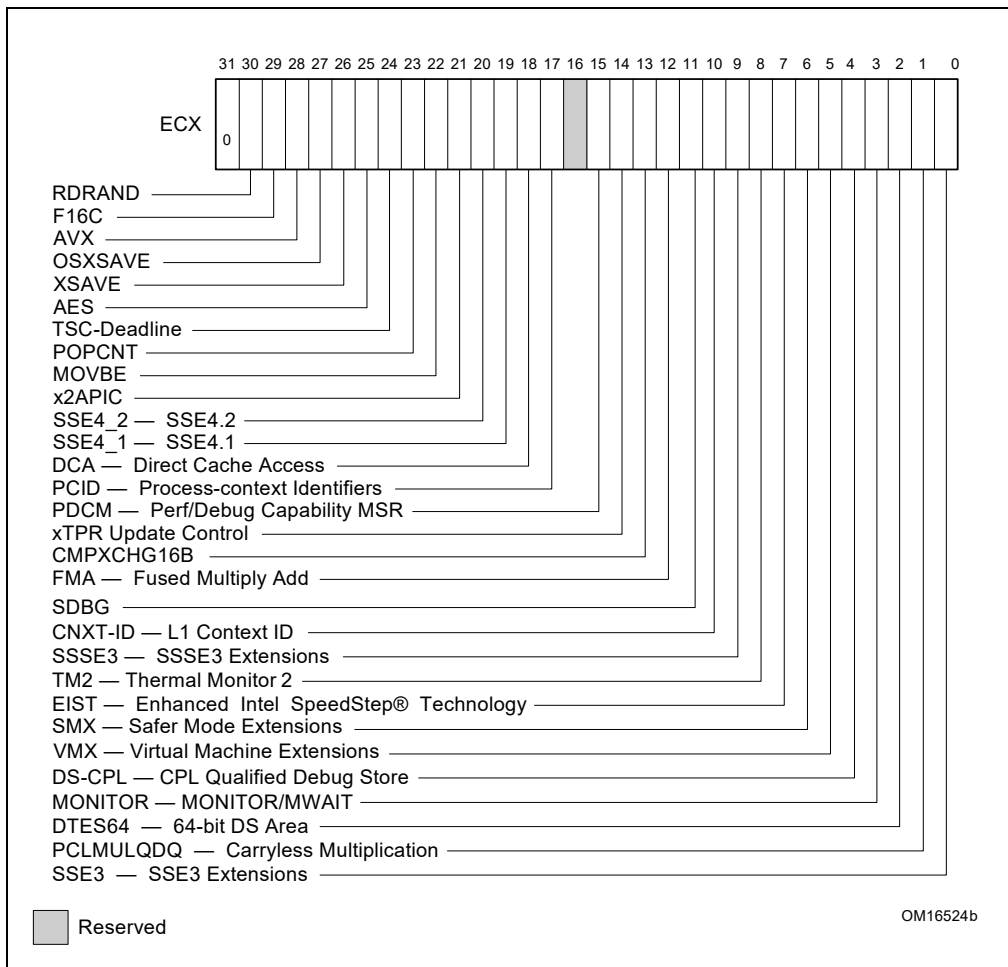 31 30 29 28 27 26 25 24 23 22 21 20 19 18 17 16 15 14 13 12 11 10 9 8 7 6 5 4 3 2 1 0
ECX
0
RDRAND
F16C
AVX
OSXSAVE
XSAVE
AES
TSC-Deadline
POPCNT
MOVBE
x2APIC
SSE4_2 — SSE4.2
SSE4_1 — SSE4.1
DCA — Direct Cache Access
PCID — Process-context Identifiers
PDCM — Perf/Debug Capability MSR
xTPR Update Control
CMPXCHG16B
FMA — Fused Multiply Add
SDBG
CNXT-ID — L1 Context ID
SSSE3 — SSSE3 Extensions
TM2 — Thermal Monitor 2
EIST — Enhanced Intel SpeedStep® Technology
SMX — Safer Mode Extensions
VMX — Virtual Machine Extensions
DS-CPL — CPL Qualified Debug Store
MONITOR — MONITOR/MWAIT
DTES64 — 64-bit DS Area
PCLMULQDQ — Carryless Multiplication
SSE3 — SSE3 Extensions
Reserved
OM16524b